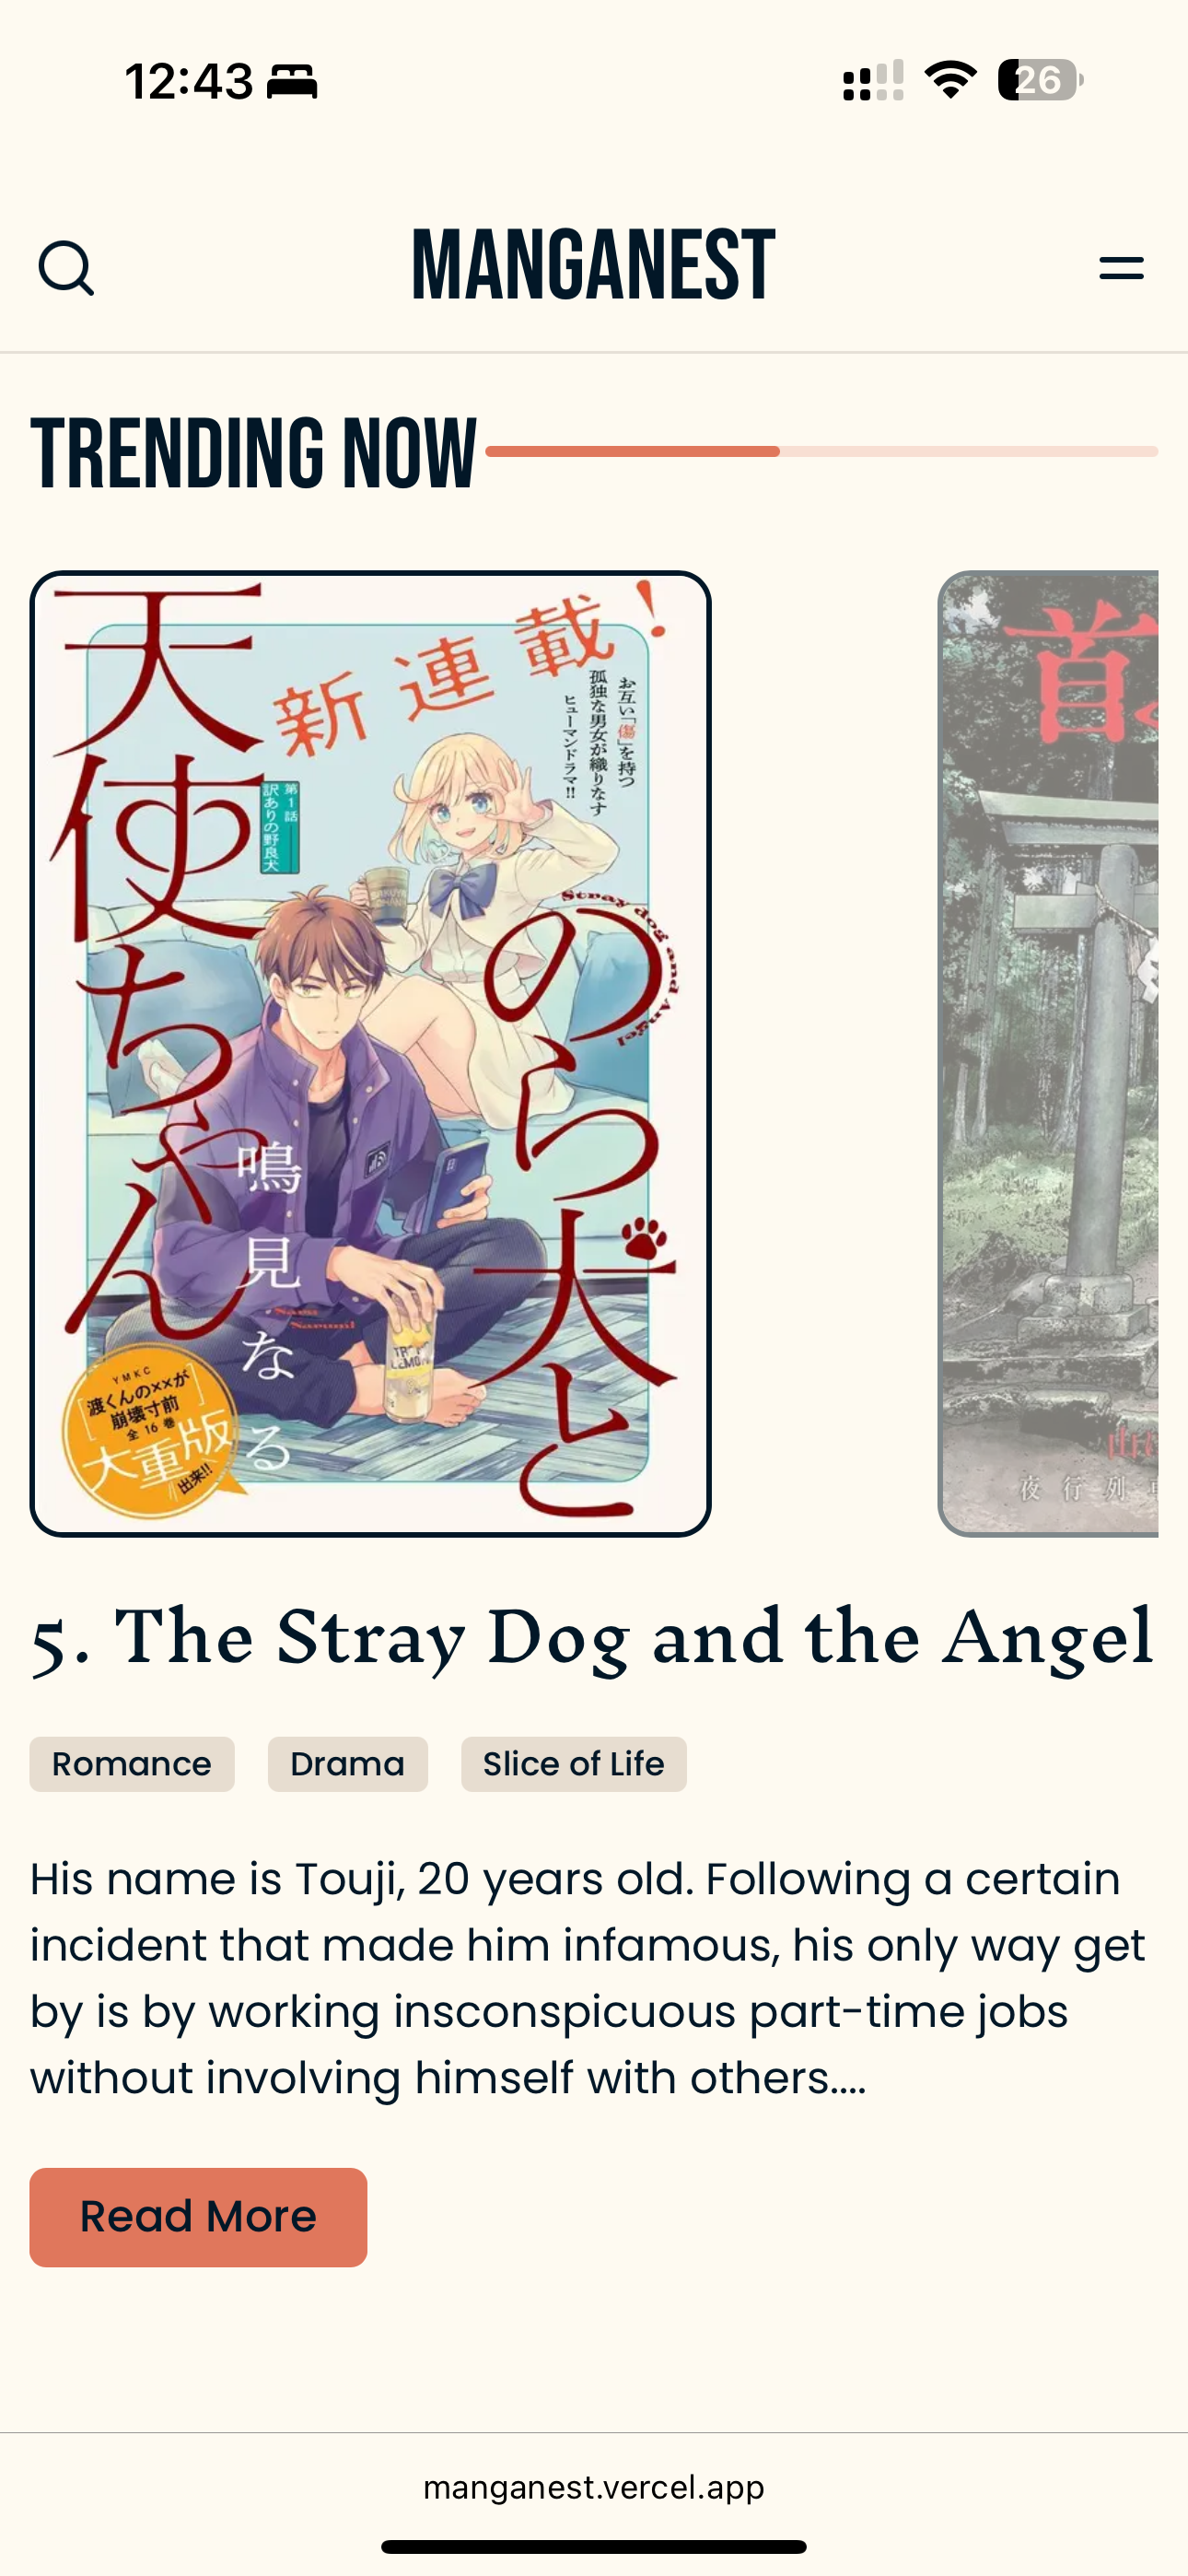 12:43
26
MANGANEST
TRENDING NOW
天使ちゃん
新連載!
お互い「傷」を持つ
孤独な男女が織りなす
ヒューマンドラマ!!
第1話
訳ありの野良犬
Stray dog and Angel
のら犬と
鳴見なる
Naru
Narumi
YMKC
渡くんの××が
崩壊寸前
全16巻
大重版
出来!!
首
山
夜行列
5. The Stray Dog and the Angel
Romance
Drama
Slice of Life
His name is Touji, 20 years old. Following a certain
incident that made him infamous, his only way get
by is by working insconspicuous part-time jobs
without involving himself with others....
Read More
manganest.vercel.app